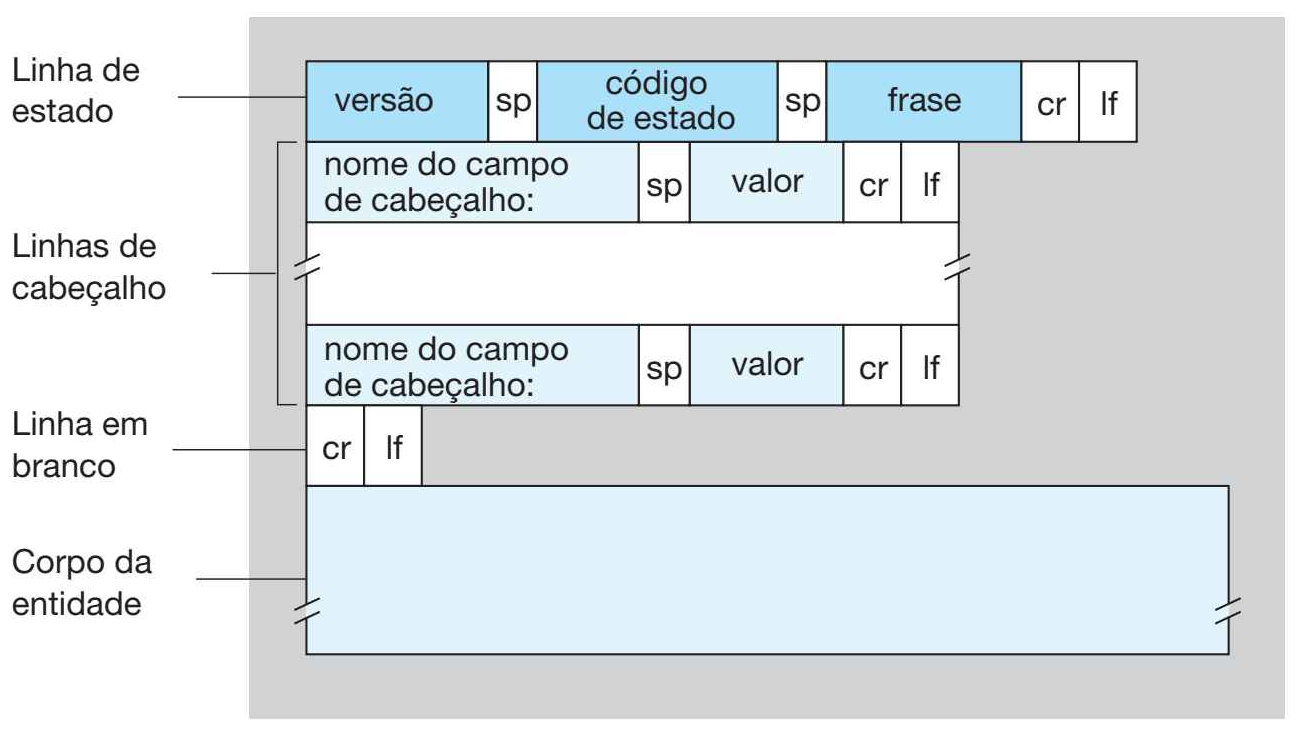 Linha de
estado
versão sp código
de estado sp frase cr lf
nome do campo
de cabeçalho: sp valor cr lf
Linhas de
cabeçalho
nome do campo
de cabeçalho: sp valor cr lf
Linha em
branco
cr lf
Corpo da
entidade